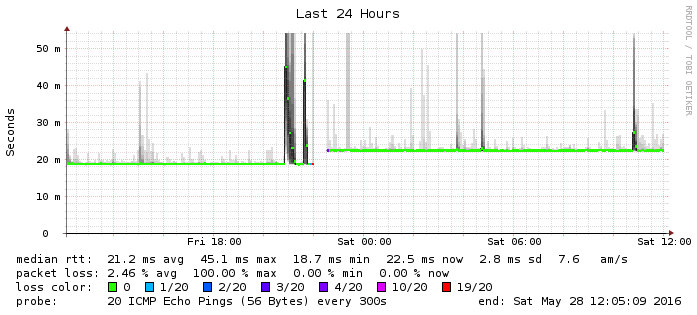 Last 24 Hours
RRDTOOL / TOBI OETIKER
Seconds
50 m
40 m
30 m
20 m
10 m
0
Fri 18:00 Sat 00:00 Sat 06:00 Sat 12:00
median rtt: 21.2 ms avg 45.1 ms max 18.7 ms min 22.5 ms now 2.8 ms sd 7.6 am/s
packet loss: 2.46 % avg 100.00 % max 0.00 % min 0.00 % now
loss color: 0 1/20 2/20 3/20 4/20 10/20 19/20
probe: 20 ICMP Echo Pings (56 Bytes) every 300s end: Sat May 28 12:05:09 2016